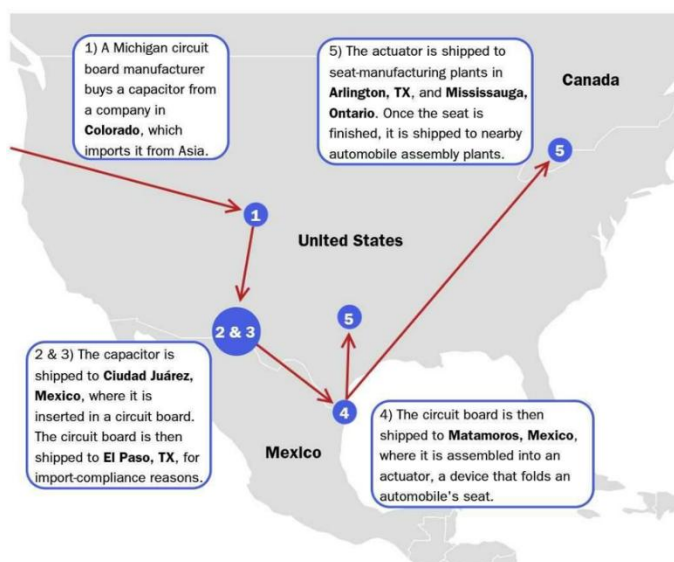 1) A Michigan circuit
board manufacturer
buys a capacitor from
a company in
Colorado, which
imports it from Asia.
5) The actuator is shipped to
seat-manufacturing plants in
Arlington, TX, and Mississauga,
Ontario. Once the seat is
finished, it is shipped to nearby
automobile assembly plants.
Canada
5
1
United States
2 & 3
5
2 & 3) The capacitor is
shipped to Ciudad Juárez,
Mexico, where it is
inserted in a circuit board.
The circuit board is then
shipped to El Paso, TX, for
import-compliance reasons.
4
Mexico
4) The circuit board is then
shipped to Matamoros, Mexico,
where it is assembled into an
actuator, a device that folds an
automobile's seat.